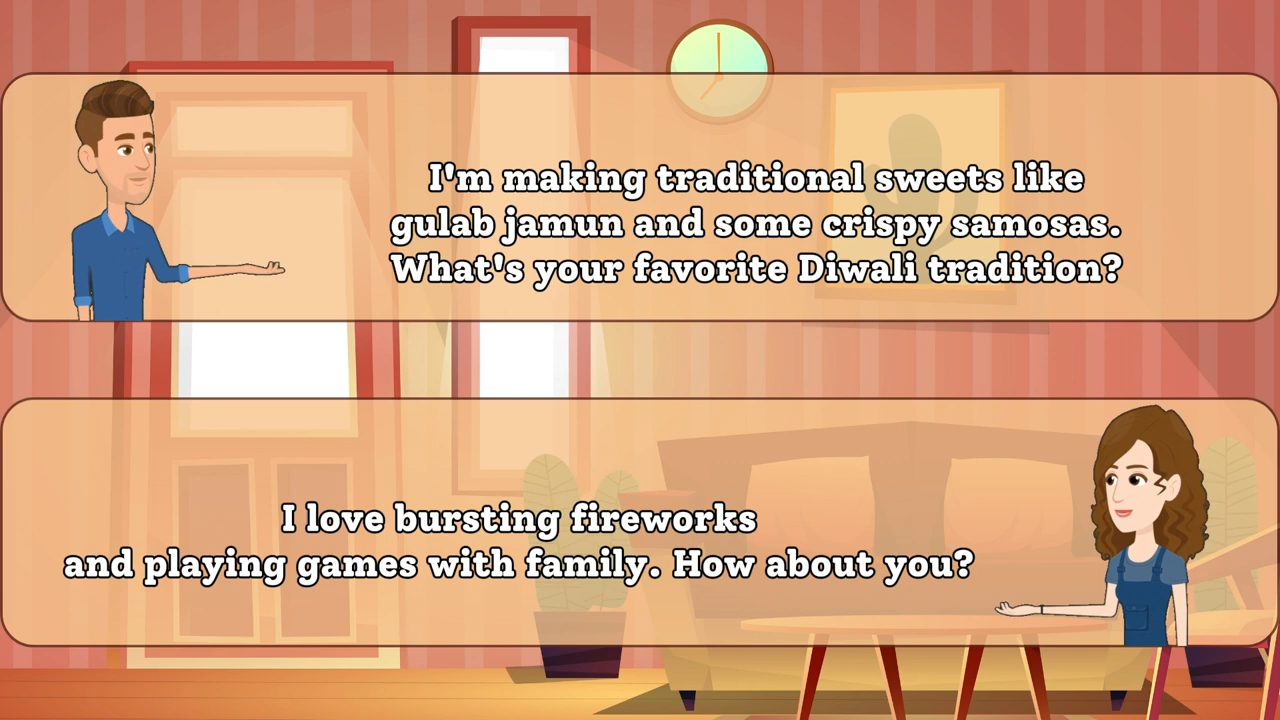 I'm making traditional sweets like
gulab jamun and some crispy samosas.
What's your favorite Diwali tradition?
I love bursting fireworks
and playing games with family. How about you?